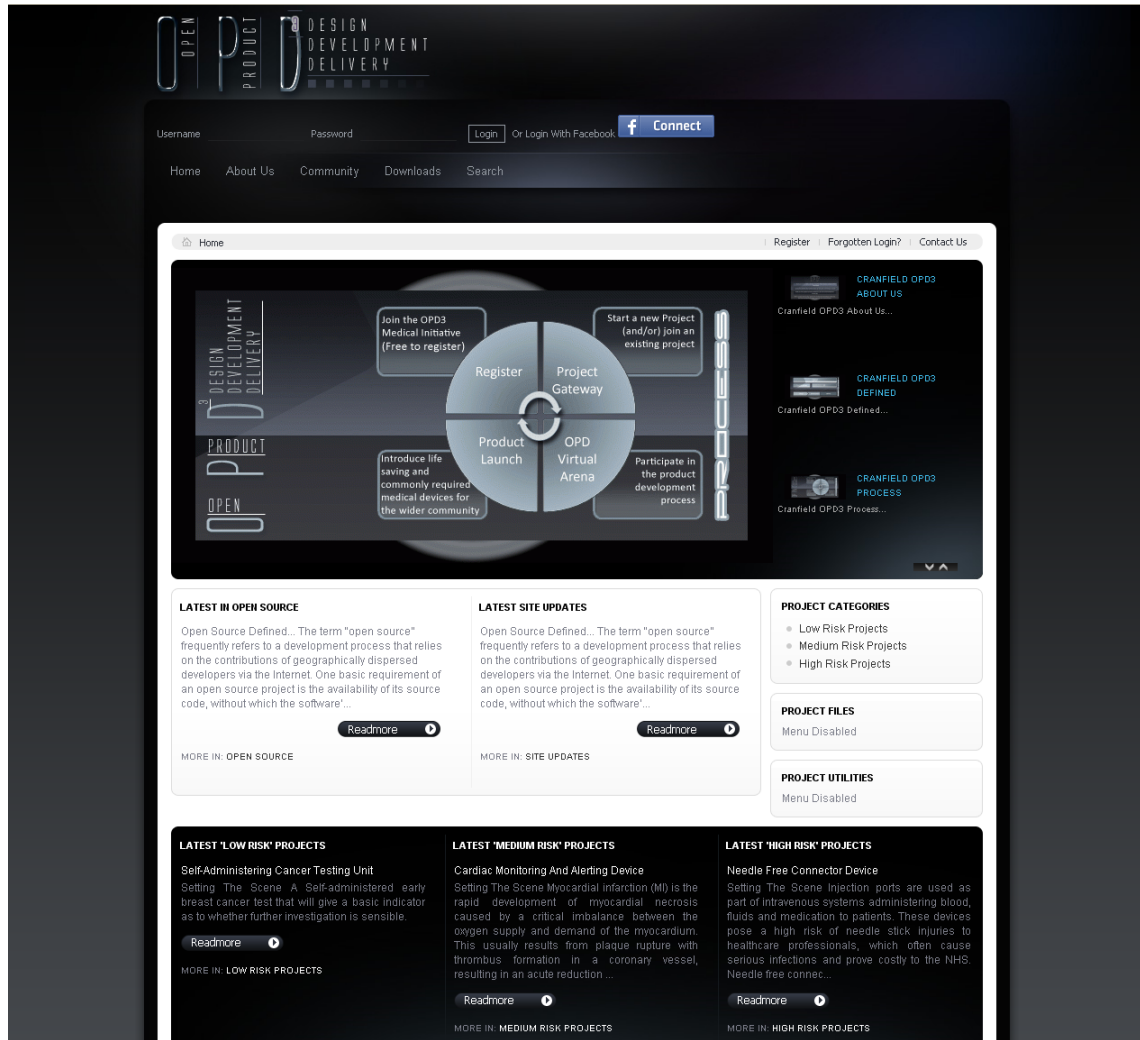 OPEN
PRODUCT
D3 DESIGN
DEVELOPMENT
DELIVERY
Username Password Login Or Login With Facebook f Connect
Home About Us Community Downloads Search
Home Register Forgotten Login? Contact Us
D3 DESIGN
DEVELOPMENT
DELIVERY
PRODUCT
P
OPEN
O
Join the OPD3
Medical Initiative
(Free to register)
Start a new Project
(and/or) join an
existing project
Register
Project
Gateway
Product
Launch
OPD
Virtual
Arena
Introduce life
saving and
commonly required
medical devices for
the wider community
Participate in
the product
development
process
PROCESS
CRANFIELD OPD3
ABOUT US
Cranfield OPD3 About Us...
CRANFIELD OPD3
DEFINED
Cranfield OPD3 Defined...
CRANFIELD OPD3
PROCESS
Cranfield OPD3 Process...
LATEST IN OPEN SOURCE
Open Source Defined... The term "open source"
frequently refers to a development process that relies
on the contributions of geographically dispersed
developers via the Internet. One basic requirement of
an open source project is the availability of its source
code, without which the software'...
Readmore
MORE IN: OPEN SOURCE
LATEST SITE UPDATES
Open Source Defined... The term "open source"
frequently refers to a development process that relies
on the contributions of geographically dispersed
developers via the Internet. One basic requirement of
an open source project is the availability of its source
code, without which the software'...
Readmore
MORE IN: SITE UPDATES
PROJECT CATEGORIES
Low Risk Projects
Medium Risk Projects
High Risk Projects
PROJECT FILES
Menu Disabled
PROJECT UTILITIES
Menu Disabled
LATEST 'LOW RISK' PROJECTS
Self-Administering Cancer Testing Unit
Setting The Scene A Self-administered early
breast cancer test that will give a basic indicator
as to whether further investigation is sensible.
Readmore
MORE IN: LOW RISK PROJECTS
LATEST 'MEDIUM RISK' PROJECTS
Cardiac Monitoring And Alerting Device
Setting The Scene Myocardial infarction (MI) is the
rapid development of myocardial necrosis
caused by a critical imbalance between the
oxygen supply and demand of the myocardium.
This usually results from plaque rupture with
thrombus formation in a coronary vessel,
resulting in an acute reduction ...
Readmore
MORE IN: MEDIUM RISK PROJECTS
LATEST 'HIGH RISK' PROJECTS
Needle Free Connector Device
Setting The Scene Injection ports are used as
part of intravenous systems administering blood,
fluids and medication to patients. These devices
pose a high risk of needle stick injuries to
healthcare professionals, which often cause
serious infections and prove costly to the NHS.
Needle free connec...
Readmore
MORE IN: HIGH RISK PROJECTS